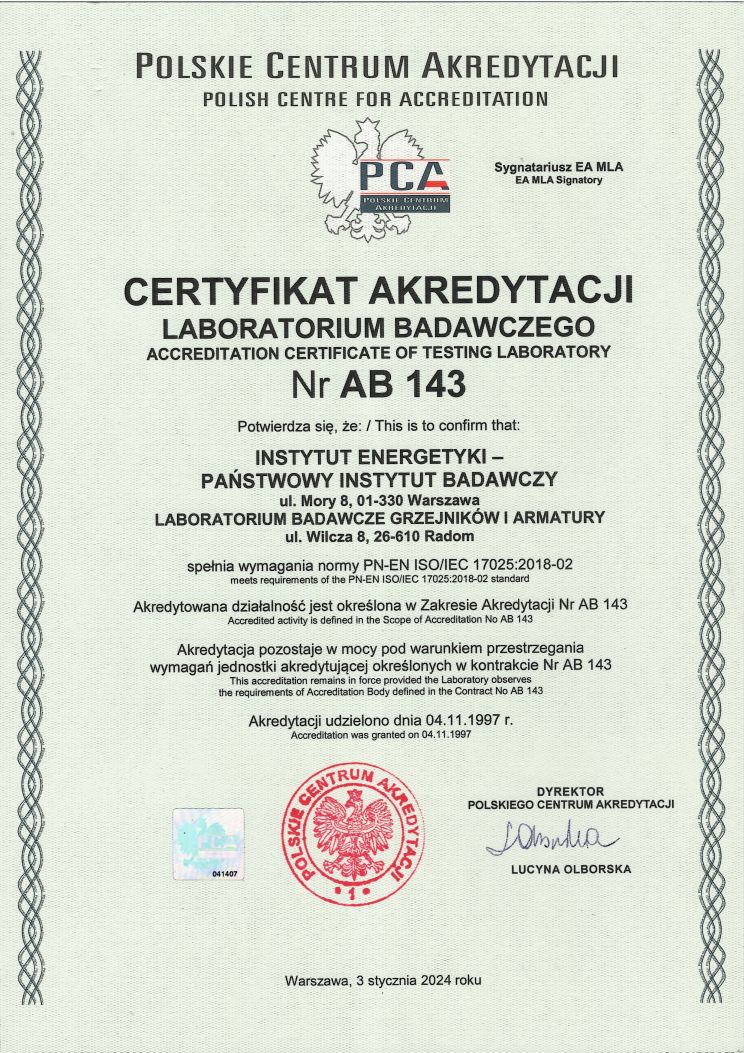 POLSKIE CENTRUM AKREDYTACJI
POLISH CENTRE FOR ACCREDITATION
PCA
POLSKIE CENTRUM
AKREDYTACJI
Sygnatariusz EA MLA
EA MLA Signatory
CERTYFIKAT AKREDYTACJI
LABORATORIUM BADAWCZEGO
ACCREDITATION CERTIFICATE OF TESTING LABORATORY
Nr AB 143
Potwierdza się, że: / This is to confirm that:
INSTYTUT ENERGETYKI –
PAŃSTWOWY INSTYTUT BADAWCZY
ul. Mory 8, 01-330 Warszawa
LABORATORIUM BADAWCZE GRZEJNIKÓW I ARMATURY
ul. Wilcza 8, 26-610 Radom
spełnia wymagania normy PN-EN ISO/IEC 17025:2018-02
meets requirements of the PN-EN ISO/IEC 17025:2018-02 standard
Akredytowana działalność jest określona w Zakresie Akredytacji Nr AB 143
Accredited activity is defined in the Scope of Accreditation No AB 143
Akredytacja pozostaje w mocy pod warunkiem przestrzegania
wymagań jednostki akredytującej określonych w kontrakcie Nr AB 143
This accreditation remains in force provided the Laboratory observes
the requirements of Accreditation Body defined in the Contract No AB 143
Akredytacji udzielono dnia 04.11.1997 r.
Accreditation was granted on 04.11.1997
POLSKIE CENTRUM AKREDYTACJI
1
041407
DYREKTOR
POLSKIEGO CENTRUM AKREDYTACJI
LUCYNA OLBORSKA
Warszawa, 3 stycznia 2024 roku